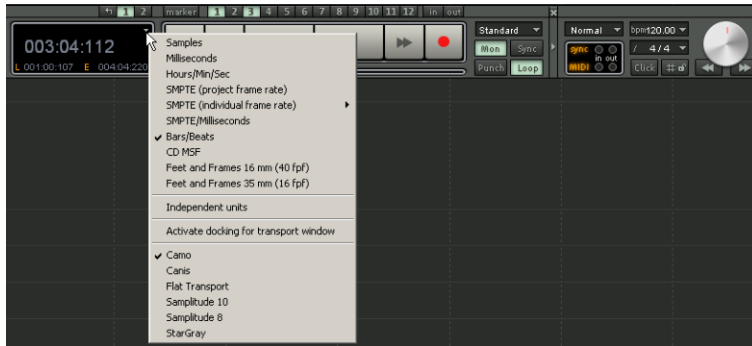 1 2 marker 1 2 3 4 5 6 7 8 9 10 11 12 in out
Standard
Normal
bpm120.00
003:04:112
Mon Sync
sync
in out
/ 4/4
L 001:00:107 E 004:04:220
Punch Loop
MIDI
Click
Samples
Milliseconds
Hours/Min/Sec
SMPTE (project frame rate)
SMPTE (individual frame rate)
SMPTE/Milliseconds
Bars/Beats
CD MSF
Feet and Frames 16 mm (40 fpf)
Feet and Frames 35 mm (16 fpf)
Independent units
Activate docking for transport window
Camo
Canis
Flat Transport
Samplitude 10
Samplitude 8
StarGray